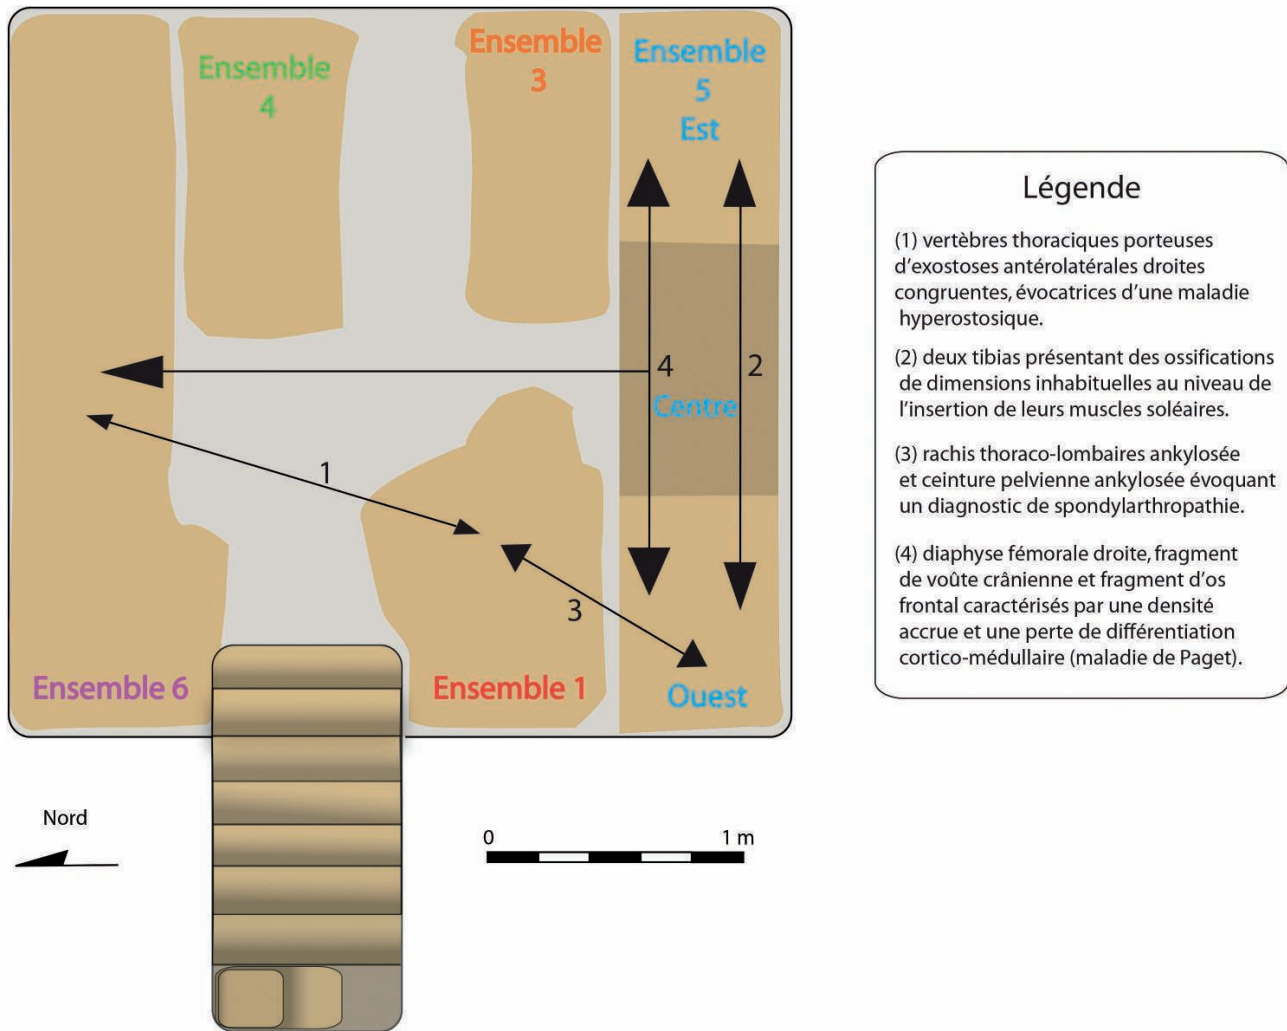 Ensemble
4
Ensemble
3
Ensemble
5
Est
4
2
Centre
1
3
Ensemble 6
Ensemble 1
Ouest
Nord
0
1 m
Légende
(1) vertèbres thoraciques porteuses
d'exostoses antérolatérales droites
congruentes, évocatrices d'une maladie
hyperostosique.
(2) deux tibias présentant des ossifications
de dimensions inhabituelles au niveau de
l'insertion de leurs muscles soléaires.
(3) rachis thoraco-lombaires ankylosée
et ceinture pelvienne ankylosée évoquant
un diagnostic de spondylarthropathie.
(4) diaphyse fémorale droite, fragment
de voûte crânienne et fragment d'os
frontal caractérisés par une densité
accrue et une perte de différentiation
cortico-médullaire (maladie de Paget).